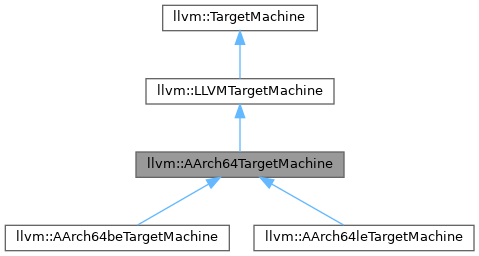 llvm::TargetMachine
llvm::LLVMTargetMachine
llvm::AArch64TargetMachine
llvm::AArch64beTargetMachine
llvm::AArch64leTargetMachine